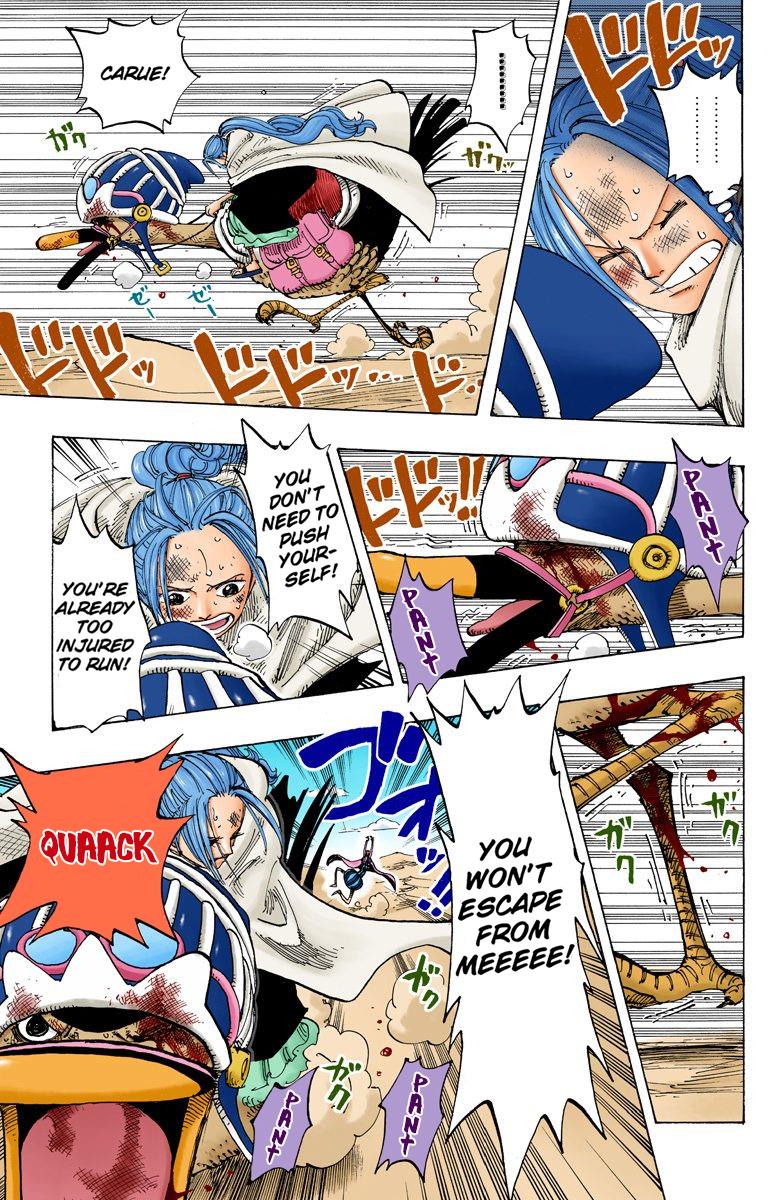 ドドッ
.........
.........
CARUE!
ガク
ガクッ
ゼー
ゼー
ドドッ ドドッ... ド..
ドドッ!!
PANT
PANT
YOU
DON'T
NEED TO
PUSH
YOUR-
SELF!
YOU'RE
ALREADY
TOO
INJURED
TO RUN!
ガク
ガク
YOU
WON'T
ESCAPE
FROM
MEEEEE!
ゴオッ!!
QUAACK
ガク
ガク
PANT
PANT